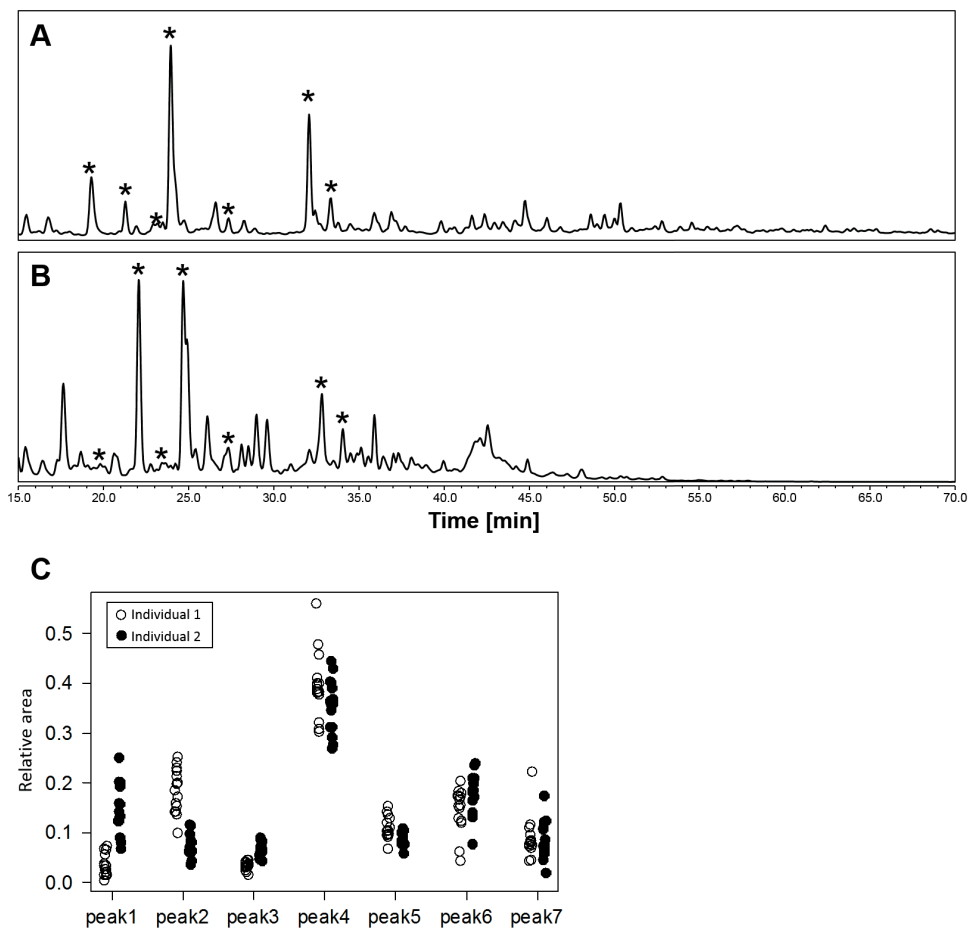 A
* * * * * * *
B
* * * * * * *
15.0 20.0 25.0 30.0 35.0 40.0 45.0 50.0 55.0 60.0 65.0 70.0
Time [min]
C
Individual 1
Individual 2
0.5
0.4
0.3
0.2
0.1
0.0
Relative area
peak1 peak2 peak3 peak4 peak5 peak6 peak7